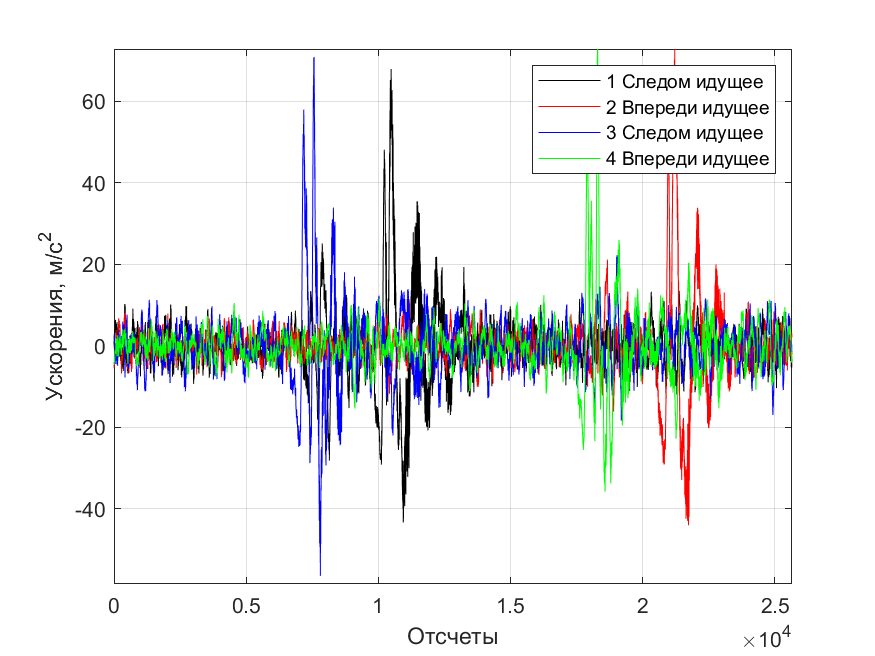 60
40
20
0
-20
-40
Ускорения, м/с²
1 Следом идущее
2 Впереди идущее
3 Следом идущее
4 Впереди идущее
0 0.5 1 1.5 2 2.5
×10⁴
Отсчеты